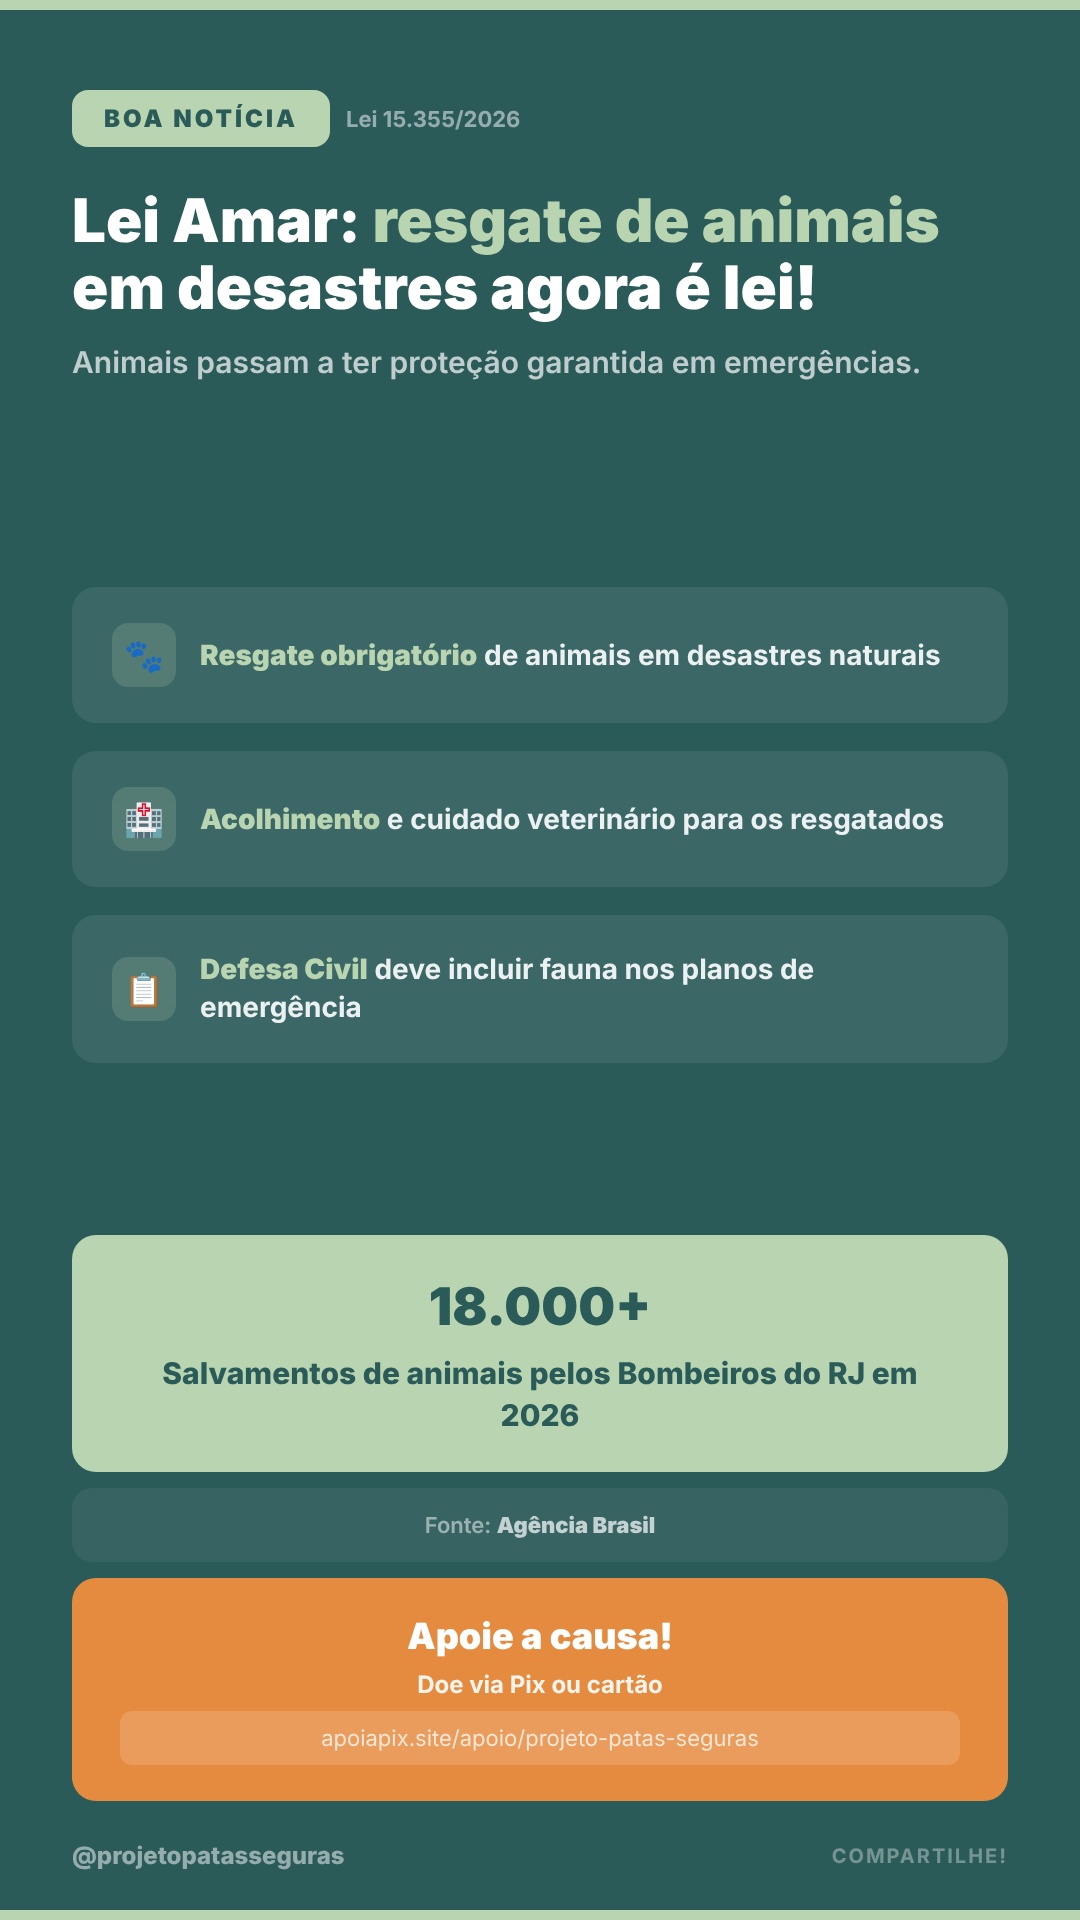 BOA NOTÍCIA
Lei 15.355/2026
Lei Amar: resgate de animais
em desastres agora é lei!
Animais passam a ter proteção garantida em emergências.
Resgate obrigatório de animais em desastres naturais
Acolhimento e cuidado veterinário para os resgatados
Defesa Civil deve incluir fauna nos planos de
emergência
18.000+
Salvamentos de animais pelos Bombeiros do RJ em
2026
Fonte: Agência Brasil
Apoie a causa!
Doe via Pix ou cartão
apoiapix.site/apoio/projeto-patas-seguras
@projetopatasseguras
COMPARTILHE!